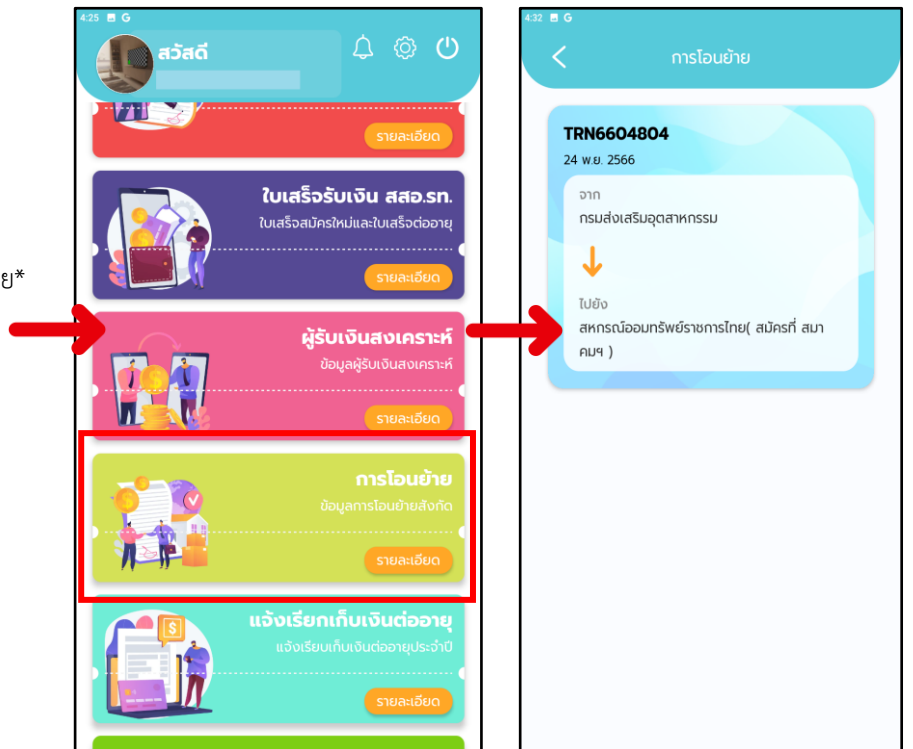 ย*
4:25 G
สวัสดี
รายละเอียด
ใบเสร็จรับเงิน สสอ.รท.
ใบเสร็จสมัครใหม่และใบเสร็จต่ออายุ
รายละเอียด
ผู้รับเงินสงเคราะห์
ข้อมูลผู้รับเงินสงเคราะห์
รายละเอียด
การโอนย้าย
ข้อมูลการโอนย้ายสังกัด
รายละเอียด
แจ้งเรียกเก็บเงินต่ออายุ
แจ้งเรียบเก็บเงินต่ออายุประจำปี
รายละเอียด
4:32 G
การโอนย้าย
TRN6604804
24 พ.ย. 2566
จาก
กรมส่งเสริมอุตสาหกรรม
ไปยัง
สหกรณ์ออมทรัพย์ราชการไทย( สมัครที่ สมา
คมฯ )